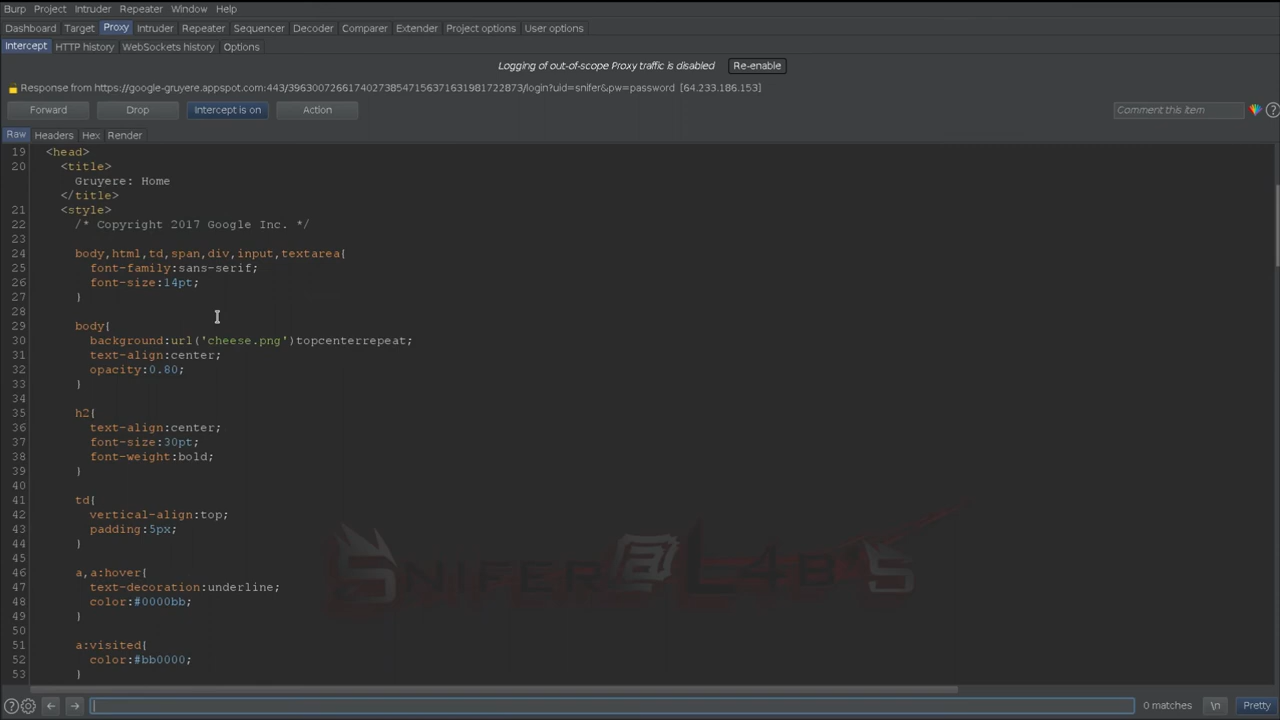 Burp Project Intruder Repeater Window Help
Dashboard Target Proxy Intruder Repeater Sequencer Decoder Comparer Extender Project options User options
Intercept HTTP history WebSockets history Options
Logging of out-of-scope Proxy traffic is disabled Re-enable
Response from https://google-gruyere.appspot.com:443/396300726617402738547156371631981722873/login?uid=snifer&pw=password [64.233.186.153]
Forward Drop Intercept is on Action Comment this item
Raw Headers Hex Render
19 <head>
20 <title>
Gruyere: Home
</title>
21 <style>
22 /* Copyright 2017 Google Inc. */
23
24 body,html,td,span,div,input,textarea{
25 font-family:sans-serif;
26 font-size:14pt;
27 }
28
29 body{
30 background:url('cheese.png')topcenterrepeat;
31 text-align:center;
32 opacity:0.80;
33 }
34
35 h2{
36 text-align:center;
37 font-size:30pt;
38 font-weight:bold;
39 }
40
41 td{
42 vertical-align:top;
43 padding:5px;
44 }
45
46 a,a:hover{
47 text-decoration:underline;
48 color:#0000bb;
49 }
50
51 a:visited{
52 color:#bb0000;
53 }
SNIFER@L4B'S
0 matches \n Pretty